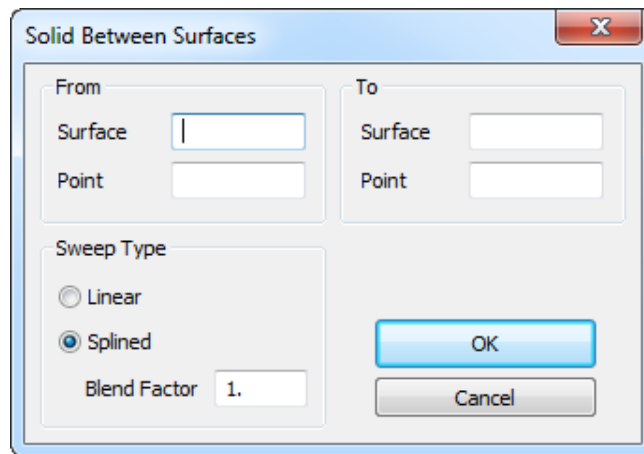 Solid Between Surfaces
From
Surface
Point
To
Surface
Point
Sweep Type
Linear
Splined
Blend Factor 1.
OK
Cancel